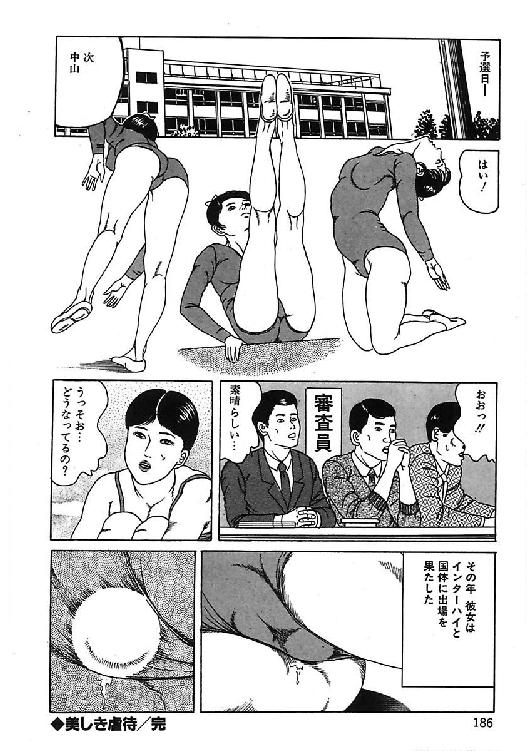 予選日—
次
中山
はい！
おおっ!!
審査員
素晴らしい…
うっそお…
どうなってるの？
その年 彼女は
インターハイと
国体に出場を
果たした
◆美しき虐待／完
186